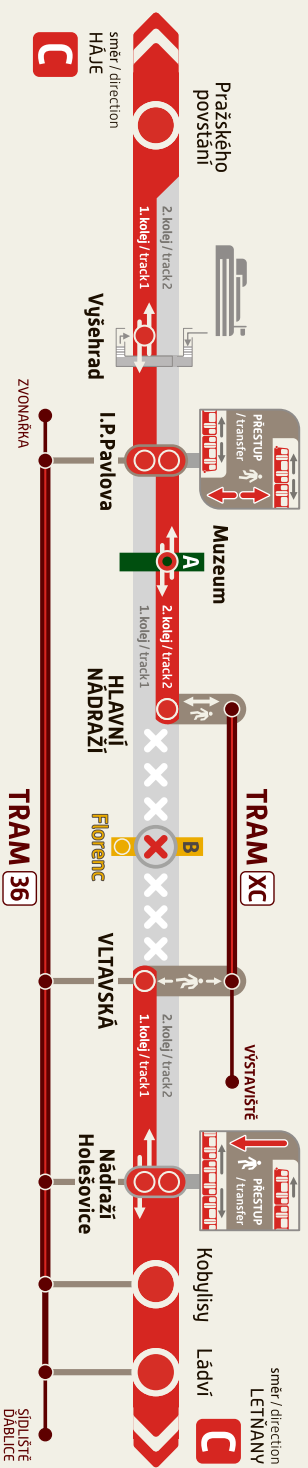 C
směr / direction
HÁJE
Pražského
povstání
1. kolej / track 1
2. kolej / track 2
Vyšehrad
ZVONAŘKA
I.P.Pavlova
PŘESTUP
/ transfer
Muzeum
A
1. kolej / track 1
2. kolej / track 2
HLAVNÍ
NÁDRAŽÍ
TRAM XC
B
Florenc
TRAM 36
VLTAVSKÁ
VÝSTAVIŠTĚ
1. kolej / track 1
2. kolej / track 2
Nádraží
Holešovice
PŘESTUP
/ transfer
Kobylisy
Ládví
směr / direction
LETŇANY
C
SÍDLIŠTĚ
ĎÁBLICE